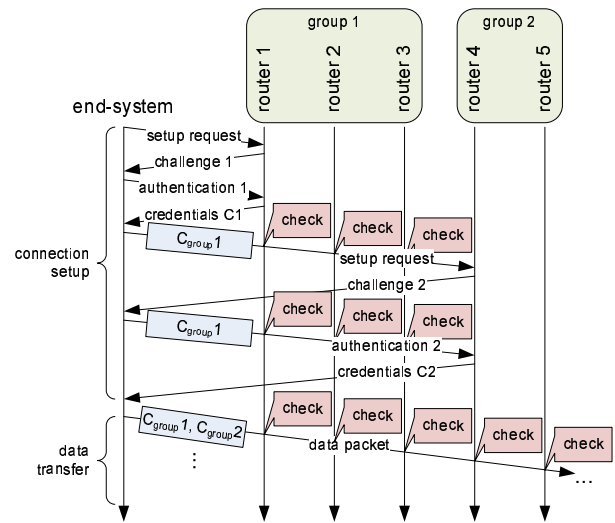 group 1
group 2
router 1
router 2
router 3
router 4
router 5
end-system
setup request
challenge 1
authentication 1
credentials C1
check
check
check
Cgroup1
setup request
connection
setup
challenge 2
check
check
check
Cgroup1
authentication 2
credentials C2
check
check
check
check
check
Cgroup1, Cgroup2
data packet
data
transfer
...
...